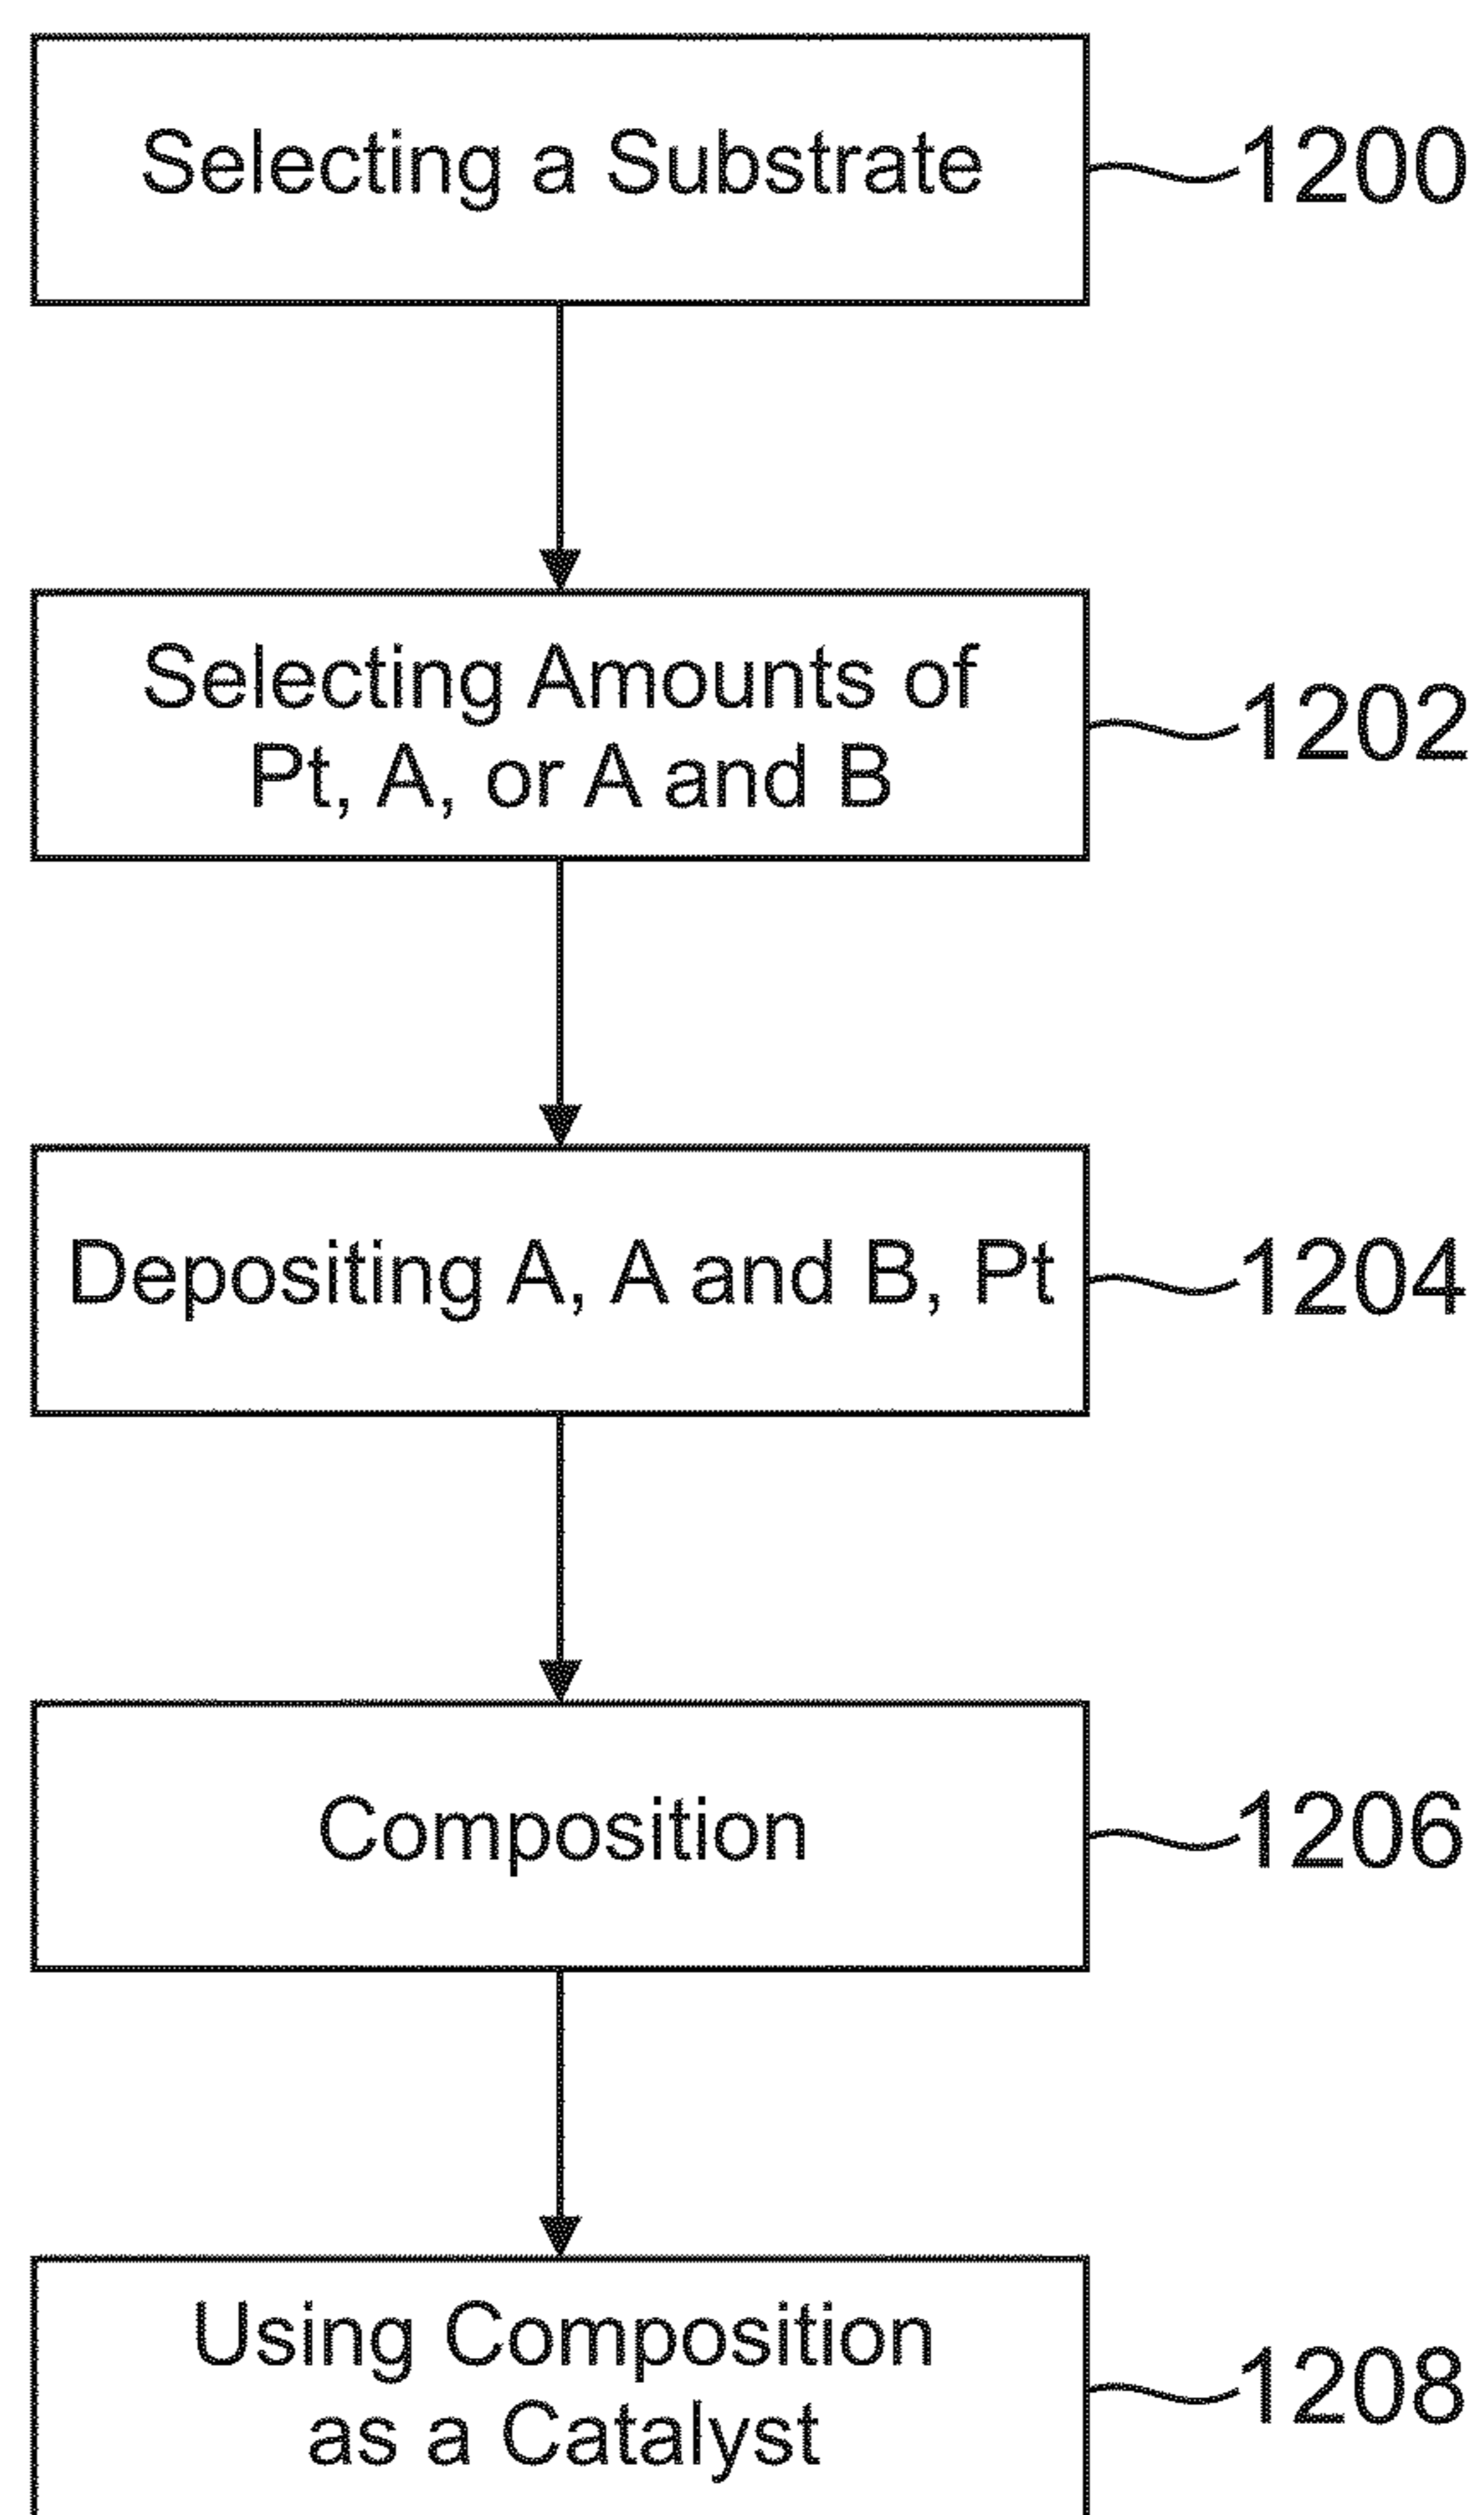 Selecting a Substrate
1200
Selecting Amounts of
Pt, A, or A and B
1202
Depositing A, A and B, Pt
1204
Composition
1206
Using Composition
as a Catalyst
1208